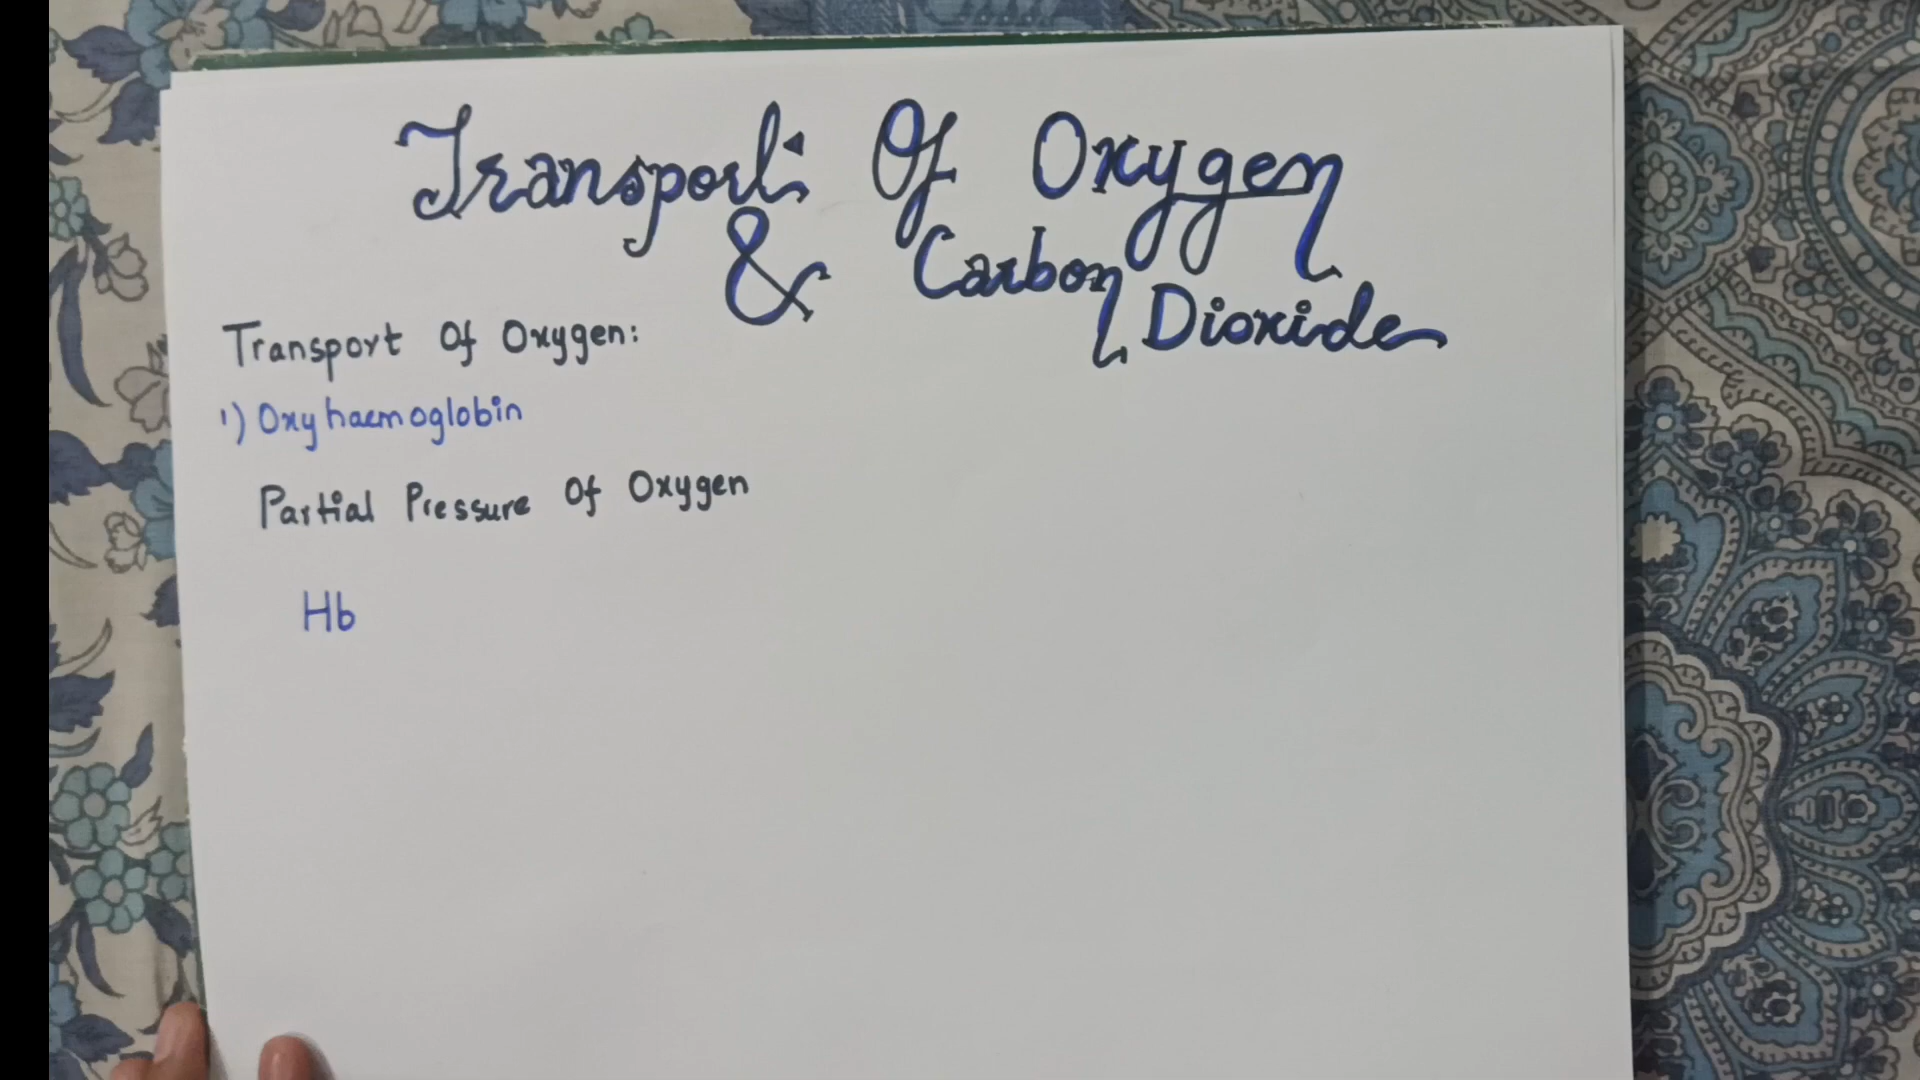 Transport Of Oxygen
& Carbon
Dioxide
Transport Of Oxygen:
1) Oxyhaemoglobin
Partial Pressure Of Oxygen
Hb